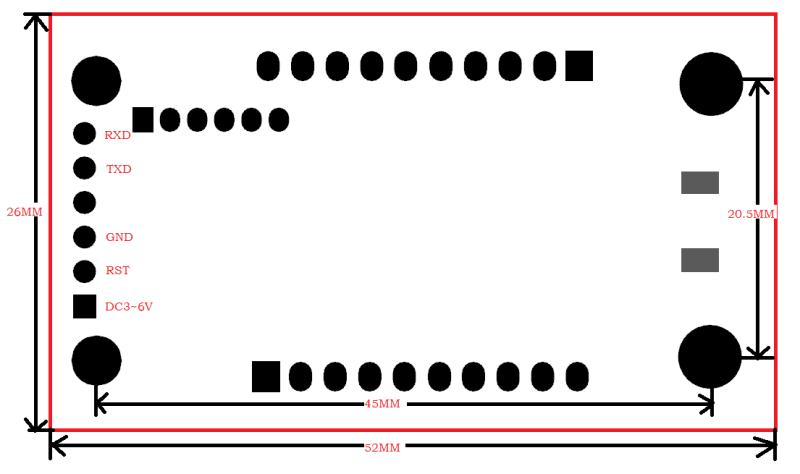 RXD
TXD
26MM
20.5MM
GND
RST
DC3~6V
45MM
52MM